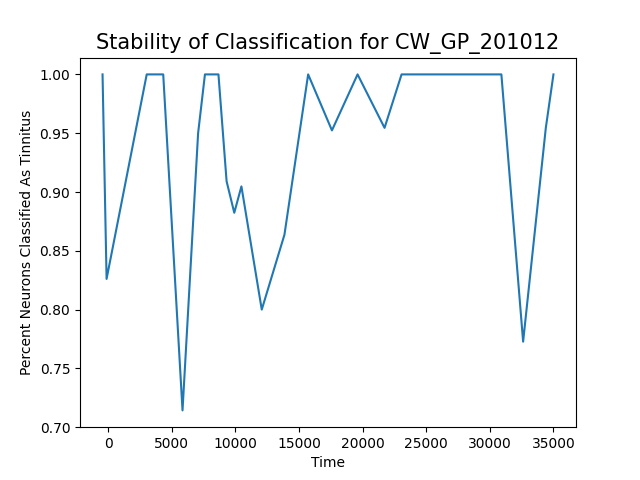 Stability of Classification for CW_GP_201012
1.00
0.95
0.90
0.85
0.80
0.75
0.70
Percent Neurons Classified As Tinnitus
0 5000 10000 15000 20000 25000 30000 35000
Time